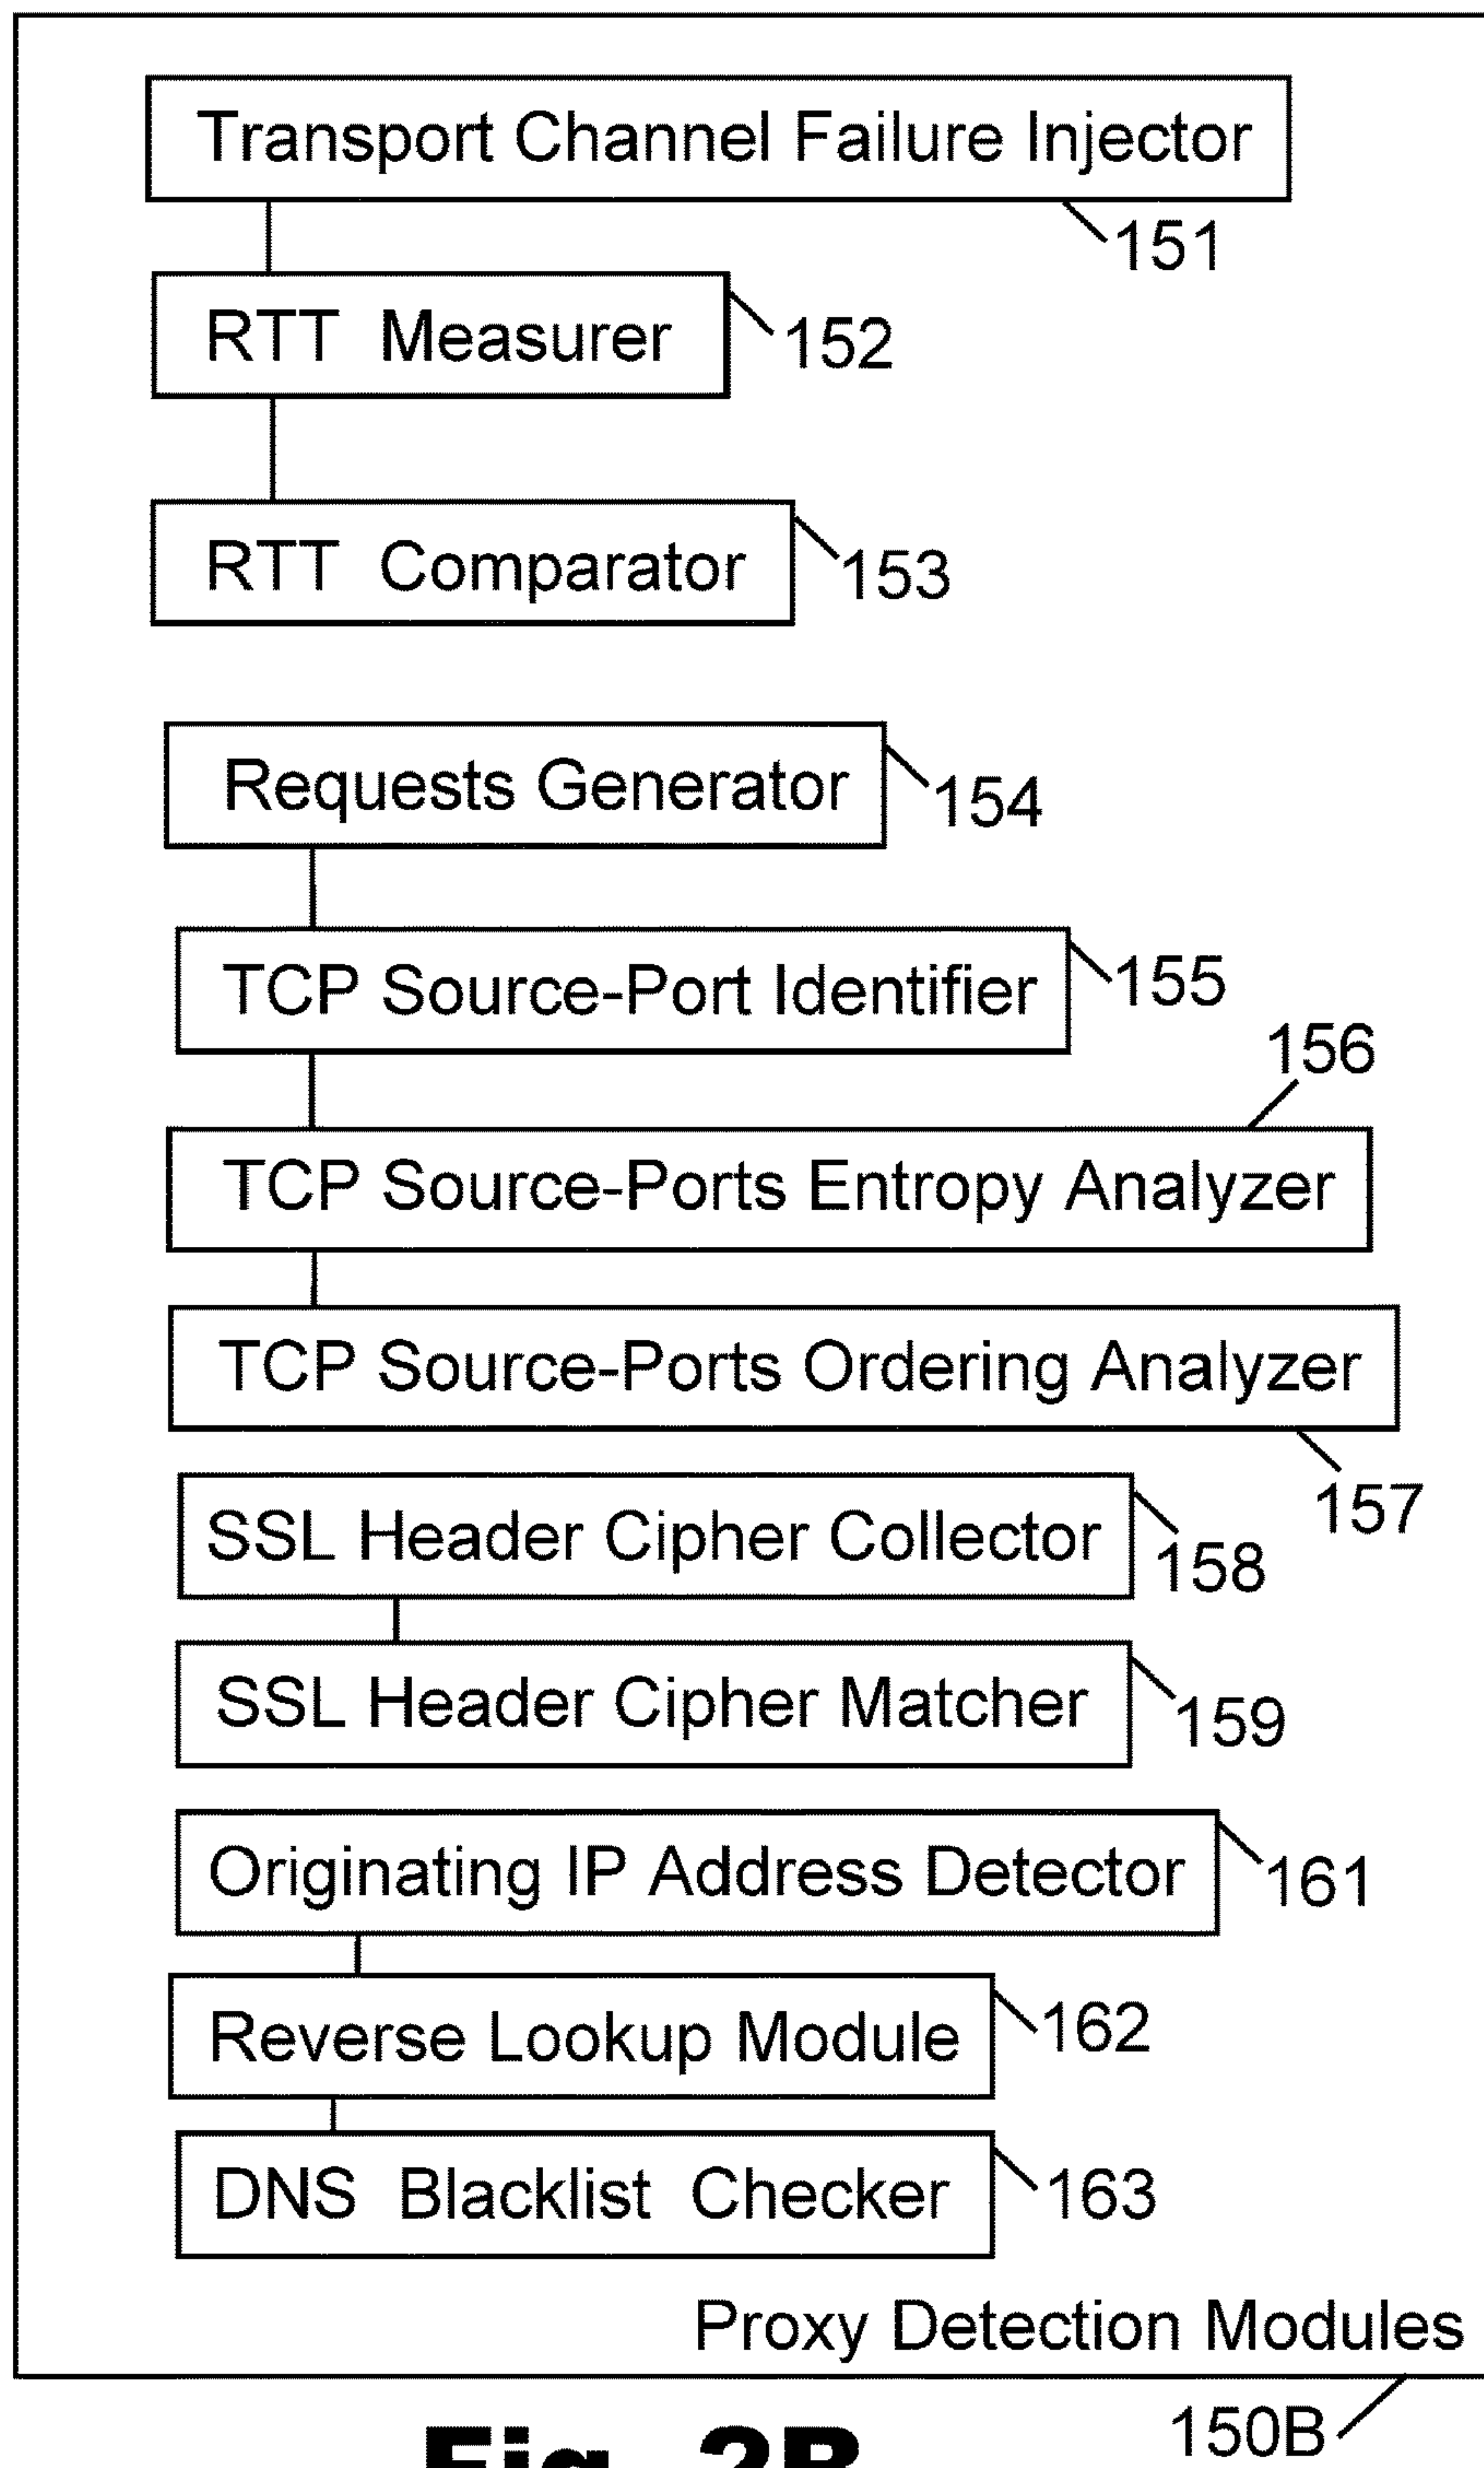 Transport Channel Failure Injector
151
RTT Measurer
152
RTT Comparator
153
Requests Generator
154
TCP Source-Port Identifier
155
156
TCP Source-Ports Entropy Analyzer
TCP Source-Ports Ordering Analyzer
157
SSL Header Cipher Collector
158
SSL Header Cipher Matcher
159
Originating IP Address Detector
161
Reverse Lookup Module
162
DNS Blacklist Checker
163
Proxy Detection Modules
150B
Fig. 2B